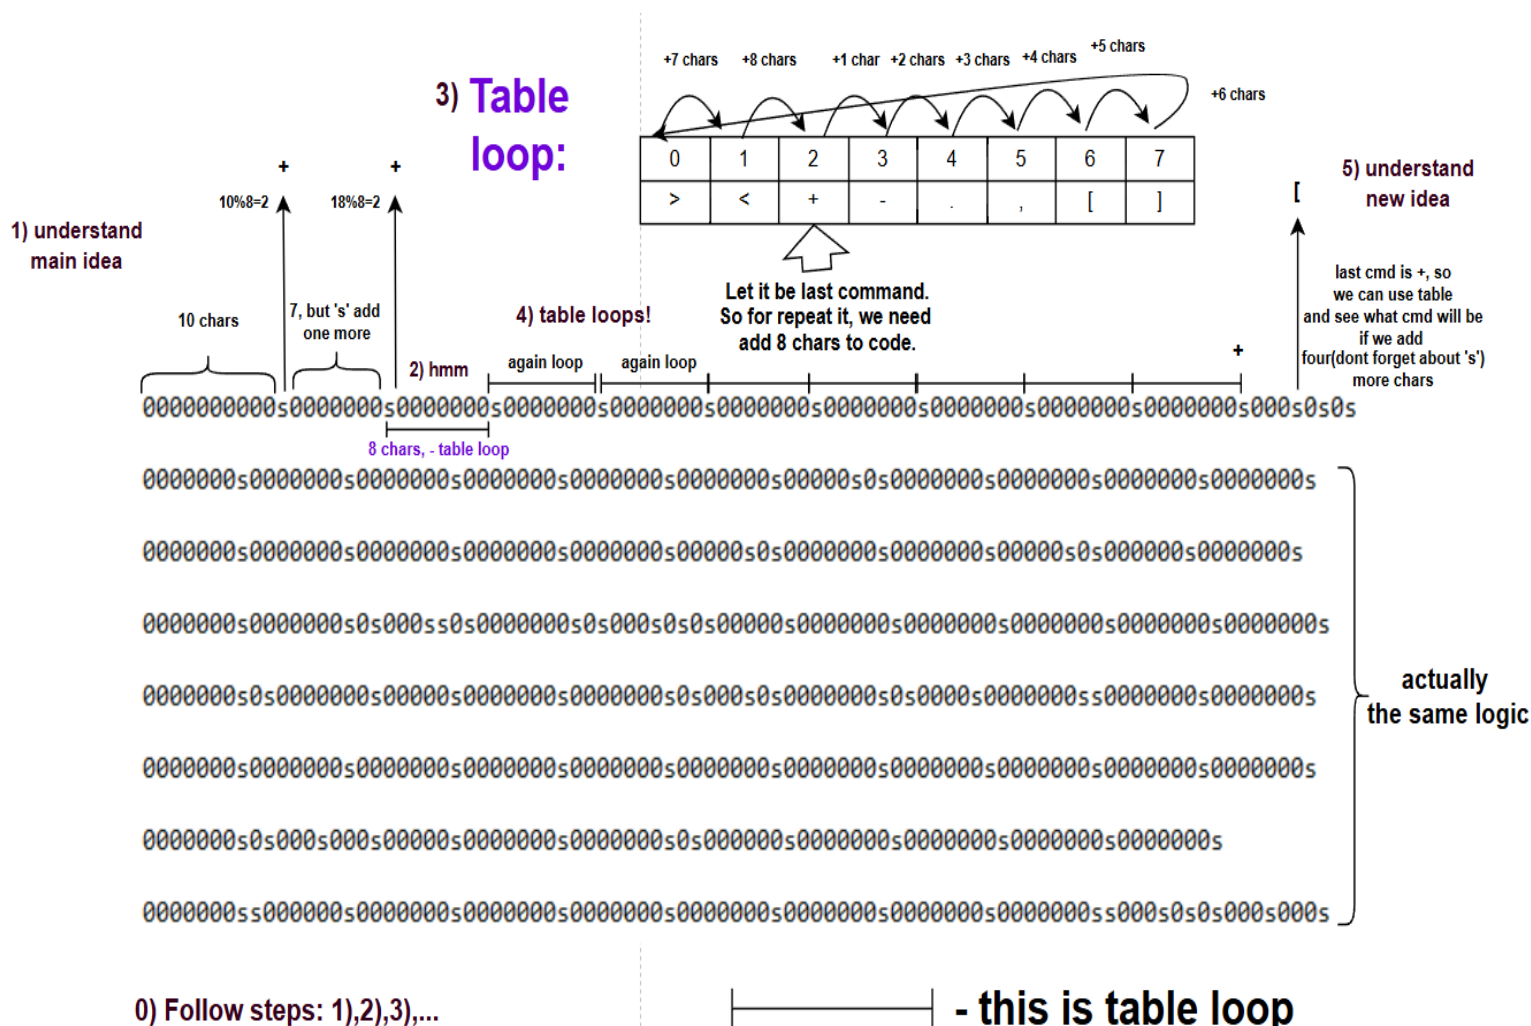 +7 chars
+8 chars
+1 char
+2 chars
+3 chars
+4 chars
+5 chars
+6 chars
3) Table
loop:
0 1 2 3 4 5 6 7
> < + - . , [ ]
Let it be last command.
So for repeat it, we need
add 8 chars to code.
1) understand
main idea
+
10%8=2
+
18%8=2
10 chars
7, but 's' add
one more
2) hmm
4) table loops!
again loop
again loop
+
[
5) understand
new idea
last cmd is +, so
we can use table
and see what cmd will be
if we add
four(dont forget about 's')
more chars
0000000000s0000000s0000000s0000000s0000000s0000000s0000000s0000000s0000000s0000000s000s0s0s
8 chars, - table loop
0000000s0000000s0000000s0000000s0000000s0000000s00000s0s0000000s0000000s0000000s0000000s
0000000s0000000s0000000s0000000s0000000s00000s0s0000000s0000000s00000s0s000000s0000000s
0000000s0000000s0s000ss0s0000000s0s000s0s0s00000s0000000s0000000s0000000s0000000s0000000s
0000000s0s0000000s00000s0000000s0000000s0s000s0s0000000s0s0000s0000000ss0000000s0000000s
0000000s0000000s0000000s0000000s0000000s0000000s0000000s0000000s0000000s0000000s0000000s
0000000s0s000s000s00000s0000000s0000000s0s000000s0000000s0000000s0000000s0000000s
0000000ss000000s0000000s0000000s0000000s0000000s0000000s0000000s0000000ss000s0s0s000s000s
actually
the same logic
0) Follow steps: 1),2),3),...
- this is table loop